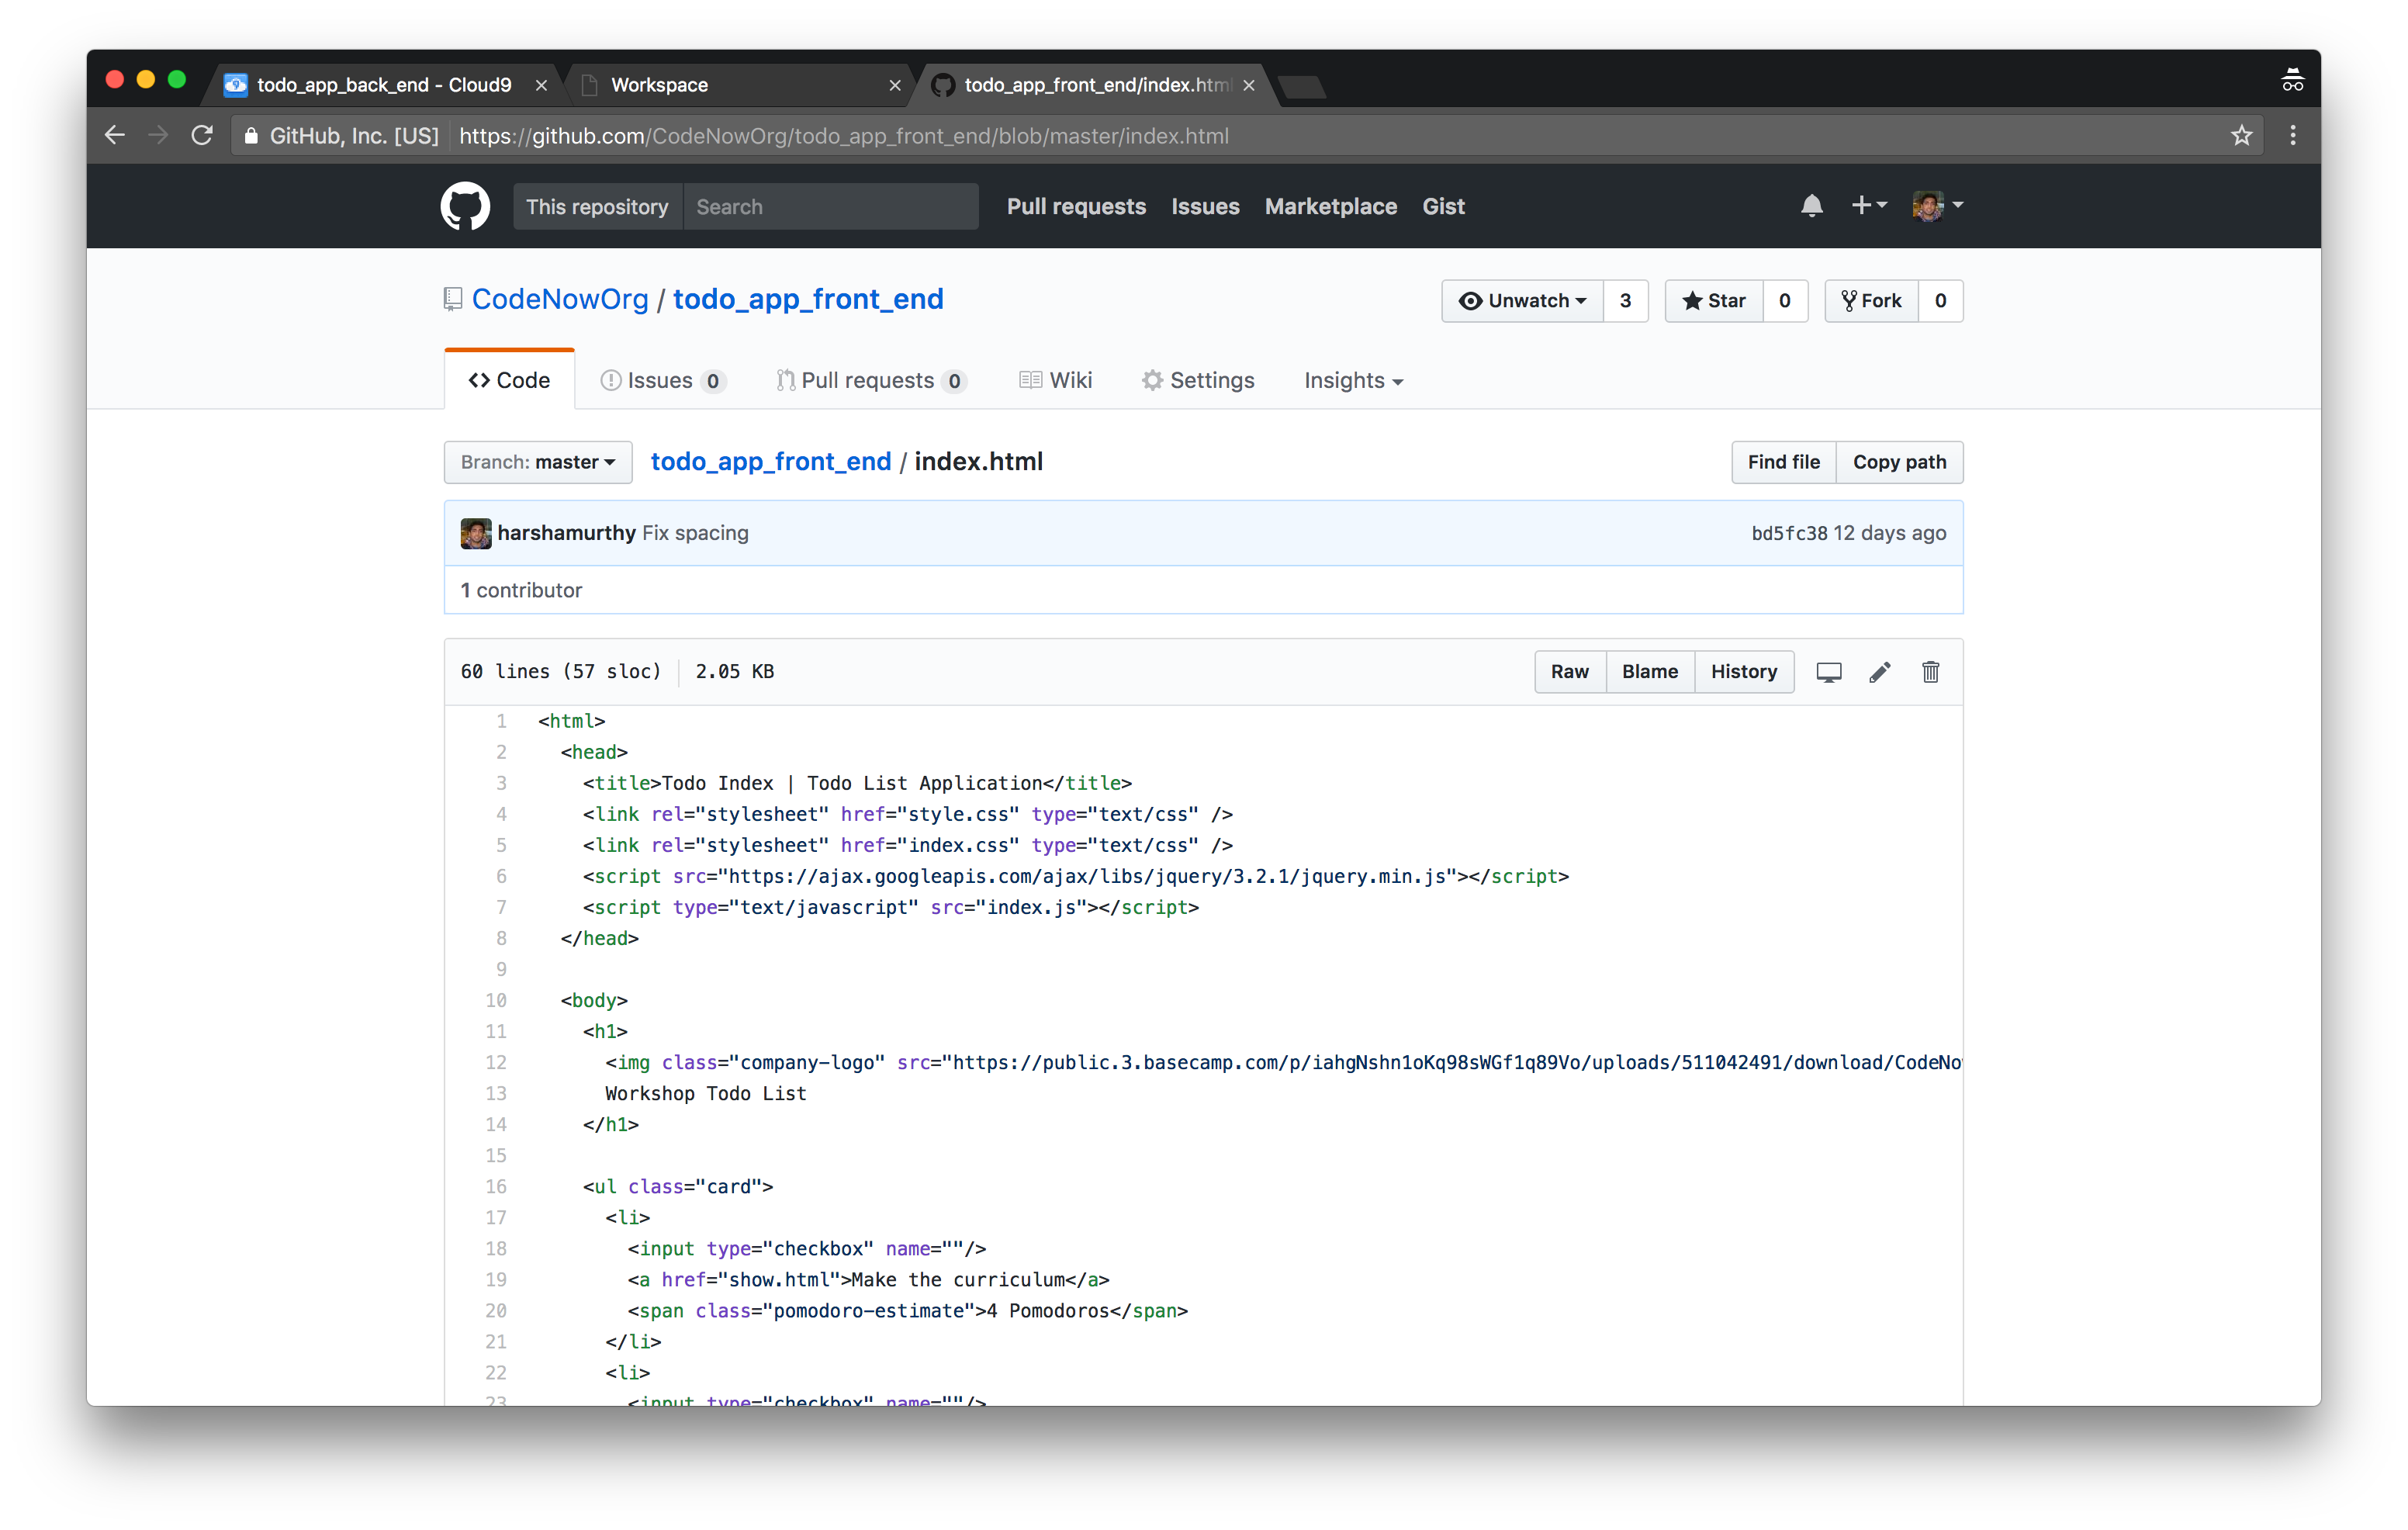 todo_app_back_end - Cloud9
Workspace
todo_app_front_end/index.html
GitHub, Inc. [US] https://github.com/CodeNowOrg/todo_app_front_end/blob/master/index.html
This repository Search Pull requests Issues Marketplace Gist
CodeNowOrg / todo_app_front_end
Unwatch 3 Star 0 Fork 0
Code Issues 0 Pull requests 0 Wiki Settings Insights
Branch: master todo_app_front_end / index.html Find file Copy path
harshamurthy Fix spacing bd5fc38 12 days ago
1 contributor
60 lines (57 sloc) 2.05 KB Raw Blame History
1 <html>
2 <head>
3 <title>Todo Index | Todo List Application</title>
4 <link rel="stylesheet" href="style.css" type="text/css" />
5 <link rel="stylesheet" href="index.css" type="text/css" />
6 <script src="https://ajax.googleapis.com/ajax/libs/jquery/3.2.1/jquery.min.js"></script>
7 <script type="text/javascript" src="index.js"></script>
8 </head>
9
10 <body>
11 <h1>
12 <img class="company-logo" src="https://public.3.basecamp.com/p/iahgNshn1oKq98sWGf1q89Vo/uploads/511042491/download/CodeNo
13 Workshop Todo List
14 </h1>
15
16 <ul class="card">
17 <li>
18 <input type="checkbox" name=""/>
19 <a href="show.html">Make the curriculum</a>
20 <span class="pomodoro-estimate">4 Pomodoros</span>
21 </li>
22 <li>
23 <input type="checkbox" name=""/>